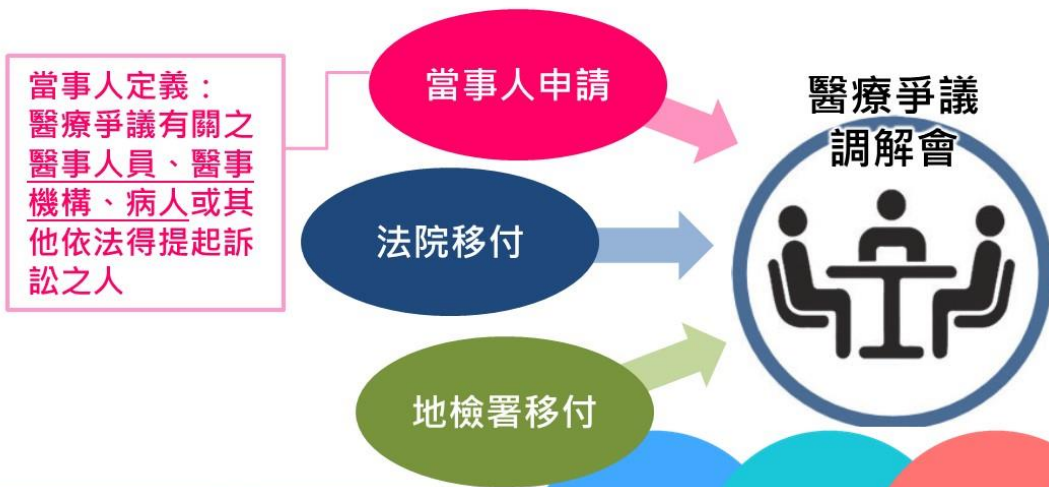 當事人定義：
醫療爭議有關之
醫事人員、醫事
機構、病人或其
他依法得提起訴
訟之人
當事人申請
法院移付
地檢署移付
醫療爭議
調解會